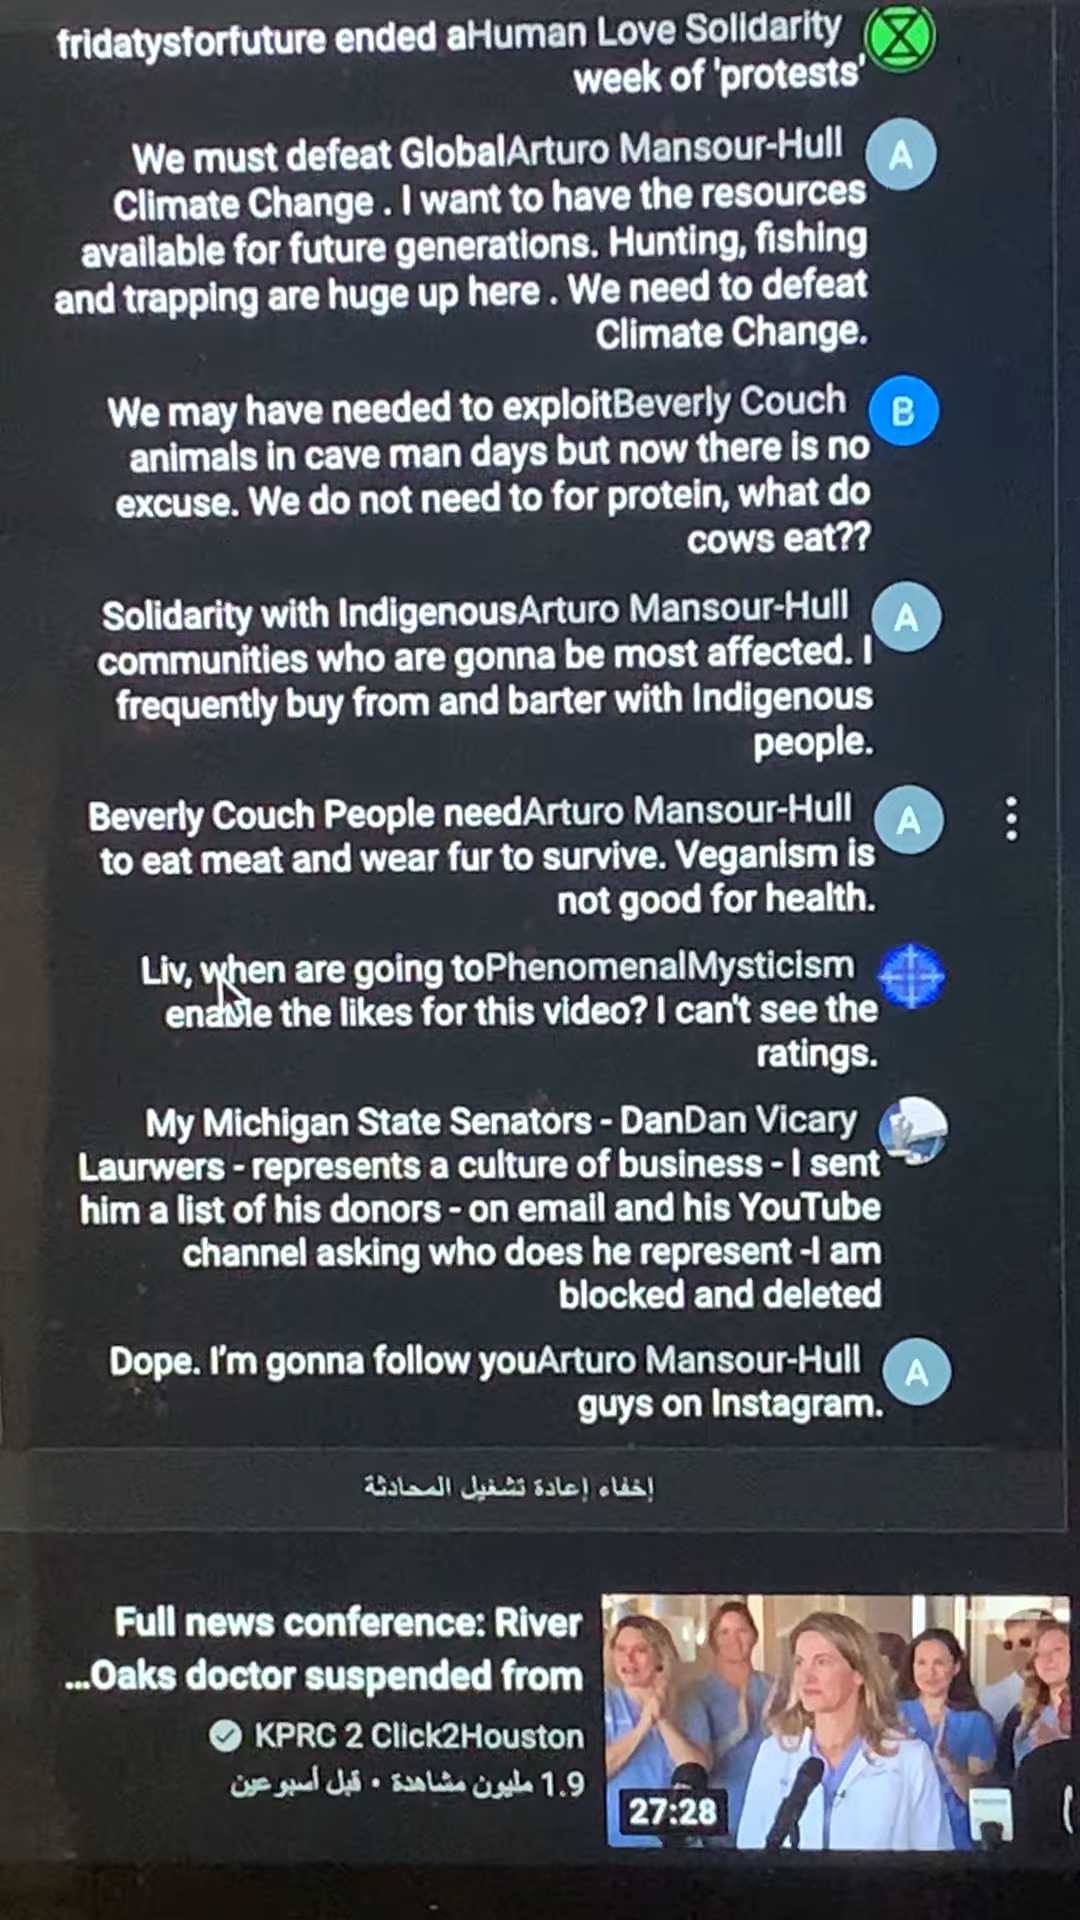 fridatysforfuture ended aHuman Love Solidarity
week of 'protests'
We must defeat GlobalArturo Mansour-Hull
A
Climate Change . I want to have the resources
available for future generations. Hunting, fishing
and trapping are huge up here . We need to defeat
Climate Change.
We may have needed to exploitBeverly Couch
B
animals in cave man days but now there is no
excuse. We do not need to for protein, what do
cows eat??
Solidarity with IndigenousArturo Mansour-Hull
A
communities who are gonna be most affected. I
frequently buy from and barter with Indigenous
people.
Beverly Couch People needArturo Mansour-Hull
A
to eat meat and wear fur to survive. Veganism is
not good for health.
Liv, when are going toPhenomenalMysticism
enable the likes for this video? I can't see the
ratings.
My Michigan State Senators - DanDan Vicary
Laurwers - represents a culture of business - I sent
him a list of his donors - on email and his YouTube
channel asking who does he represent -I am
blocked and deleted
Dope. I'm gonna follow youArturo Mansour-Hull
A
guys on Instagram.
إخفاء إعادة تشغيل المحادثة
Full news conference: River
...Oaks doctor suspended from
KPRC 2 Click2Houston
1.9 مليون مشاهدة • قبل أسبوعين
27:28